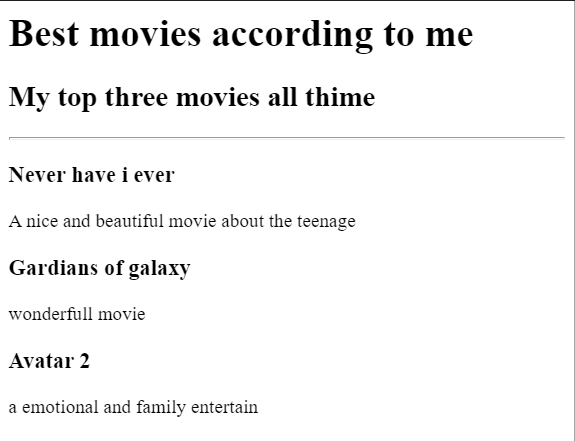 Best movies according to me
My top three movies all thime
Never have i ever
A nice and beautiful movie about the teenage
Gardians of galaxy
wonderfull movie
Avatar 2
a emotional and family entertain